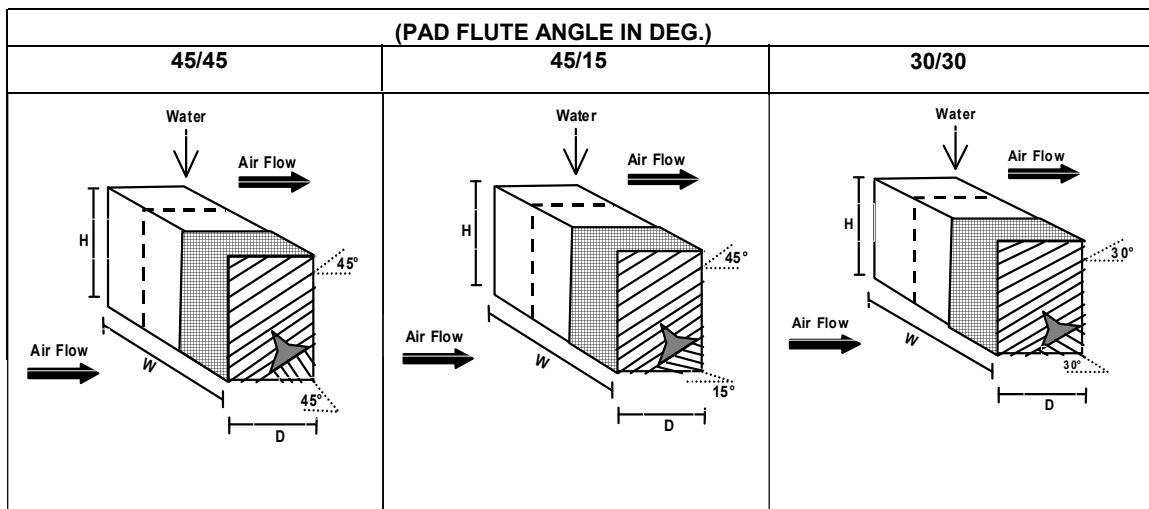 (PAD FLUTE ANGLE IN DEG.)
45/45
45/15
30/30
Water
Air Flow
H
45°
Air Flow
W
45°
D
Water
Air Flow
H
45°
Air Flow
W
15°
D
Water
Air Flow
H
30°
Air Flow
W
30°
D